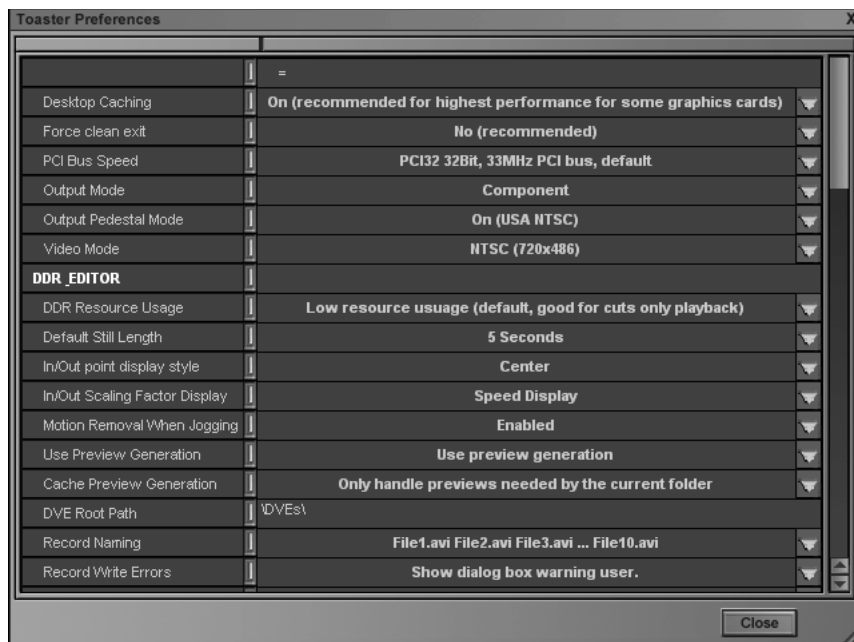 Toaster Preferences X
=
Desktop Caching On (recommended for highest performance for some graphics cards)
Force clean exit No (recommended)
PCI Bus Speed PCI32 32Bit, 33MHz PCI bus, default
Output Mode Component
Output Pedestal Mode On (USA NTSC)
Video Mode NTSC (720x486)
DDR_EDITOR
DDR Resource Usage Low resource usuage (default, good for cuts only playback)
Default Still Length 5 Seconds
In/Out point display style Center
In/Out Scaling Factor Display Speed Display
Motion Removal When Jogging Enabled
Use Preview Generation Use preview generation
Cache Preview Generation Only handle previews needed by the current folder
DVE Root Path \DVEs\
Record Naming File1.avi File2.avi File3.avi ... File10.avi
Record Write Errors Show dialog box warning user.
Close